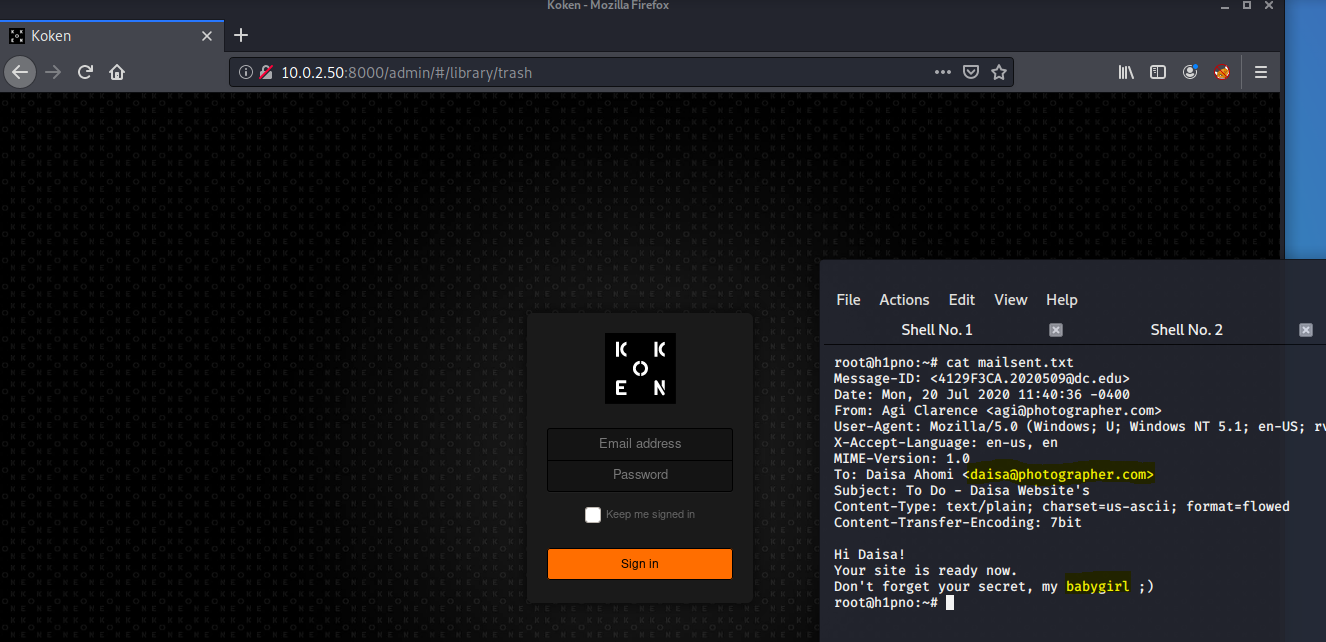 Koken - Mozilla Firefox
Koken
10.0.2.50:8000/admin/#/library/trash
K K
O
E N
Email address
Password
Keep me signed in
Sign in
File Actions Edit View Help
Shell No. 1 Shell No. 2
root@h1pno:~# cat mailsent.txt
Message-ID: <4129F3CA.2020509@dc.edu>
Date: Mon, 20 Jul 2020 11:40:36 -0400
From: Agi Clarence <agi@photographer.com>
User-Agent: Mozilla/5.0 (Windows; U; Windows NT 5.1; en-US; rv
X-Accept-Language: en-us, en
MIME-Version: 1.0
To: Daisa Ahomi <daisa@photographer.com>
Subject: To Do - Daisa Website's
Content-Type: text/plain; charset=us-ascii; format=flowed
Content-Transfer-Encoding: 7bit
Hi Daisa!
Your site is ready now.
Don't forget your secret, my babygirl ;)
root@h1pno:~#